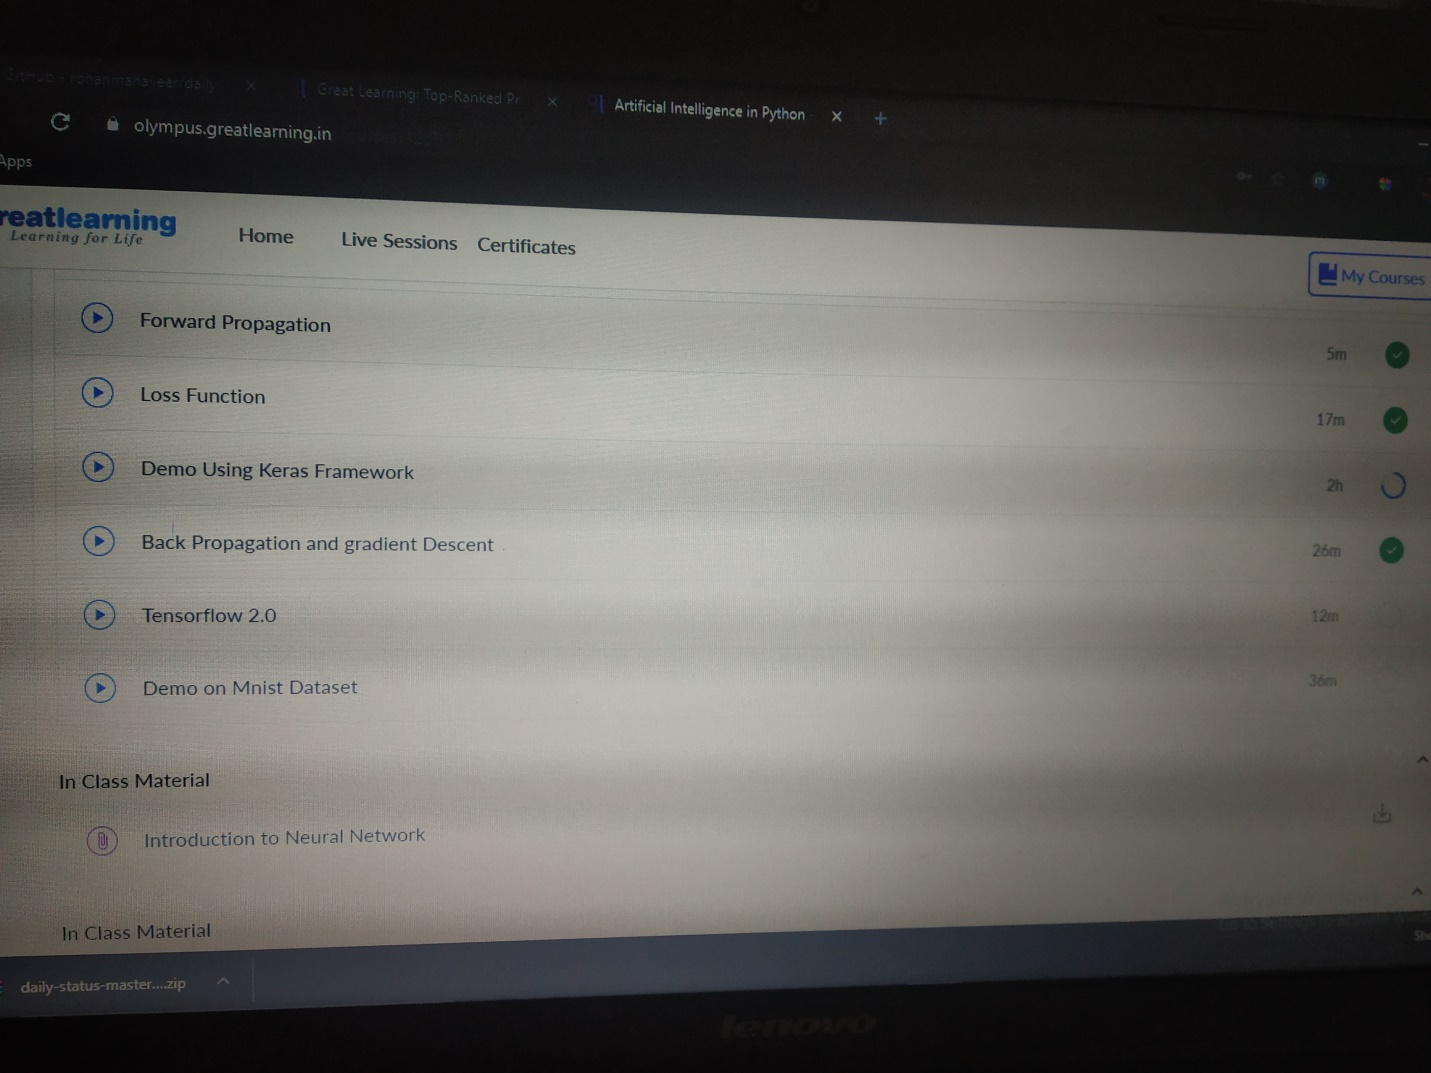 GitHub - rohanmahaveer/daily
Great Learning: Top-Ranked Pr
Artificial Intelligence in Python
olympus.greatlearning.in
Apps
reatlearning
Learning for Life
Home
Live Sessions
Certificates
My Courses
Forward Propagation
5m
Loss Function
17m
Demo Using Keras Framework
2h
Back Propagation and gradient Descent
26m
Tensorflow 2.0
12m
Demo on Mnist Dataset
36m
In Class Material
Introduction to Neural Network
In Class Material
daily-status-master....zip
lenovo